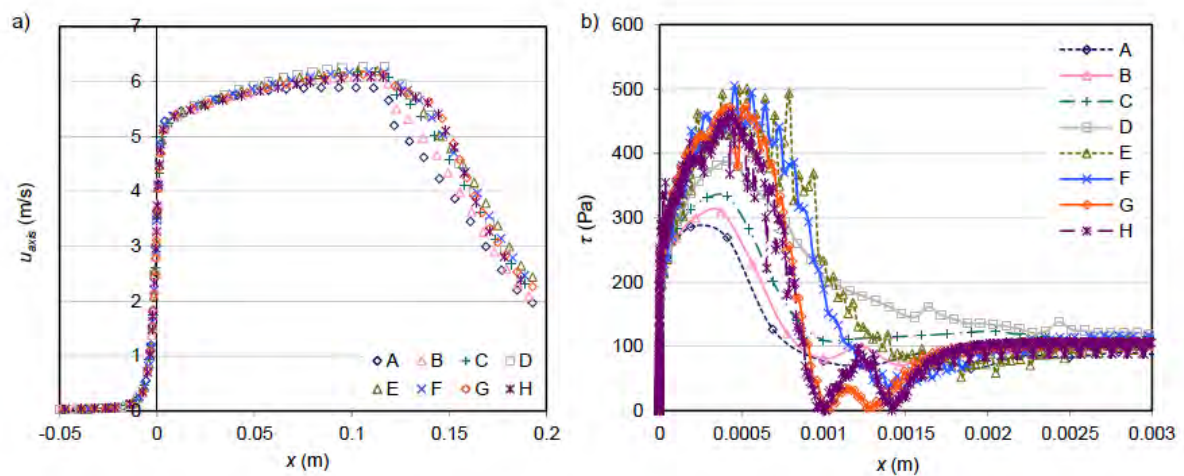 a)
7
6
5
4
3
2
1
0
-0.05 0 0.05 0.1 0.15 0.2
u_axis (m/s)
x (m)
A B C D
E F G H
b)
600
500
400
300
200
100
0
0 0.0005 0.001 0.0015 0.002 0.0025 0.003
τ (Pa)
x (m)
A
B
C
D
E
F
G
H